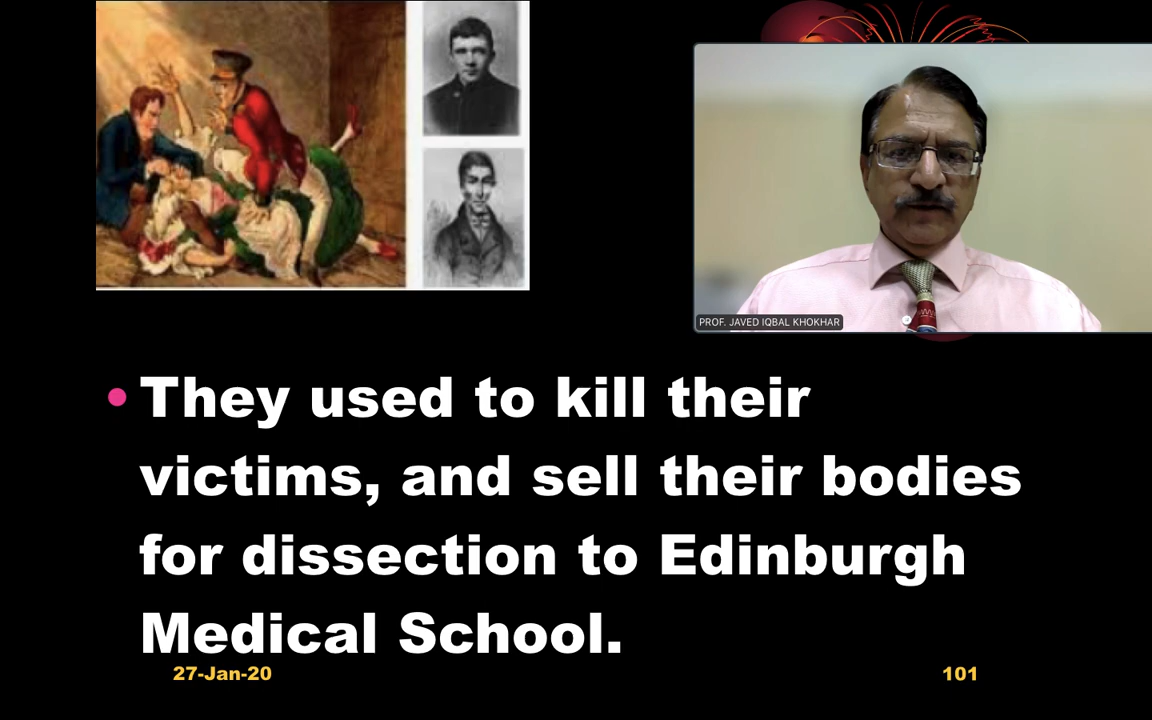 PROF. JAVED IQBAL KHOKHAR
• They used to kill their
victims, and sell their bodies
for dissection to Edinburgh
Medical School.
27-Jan-20
101